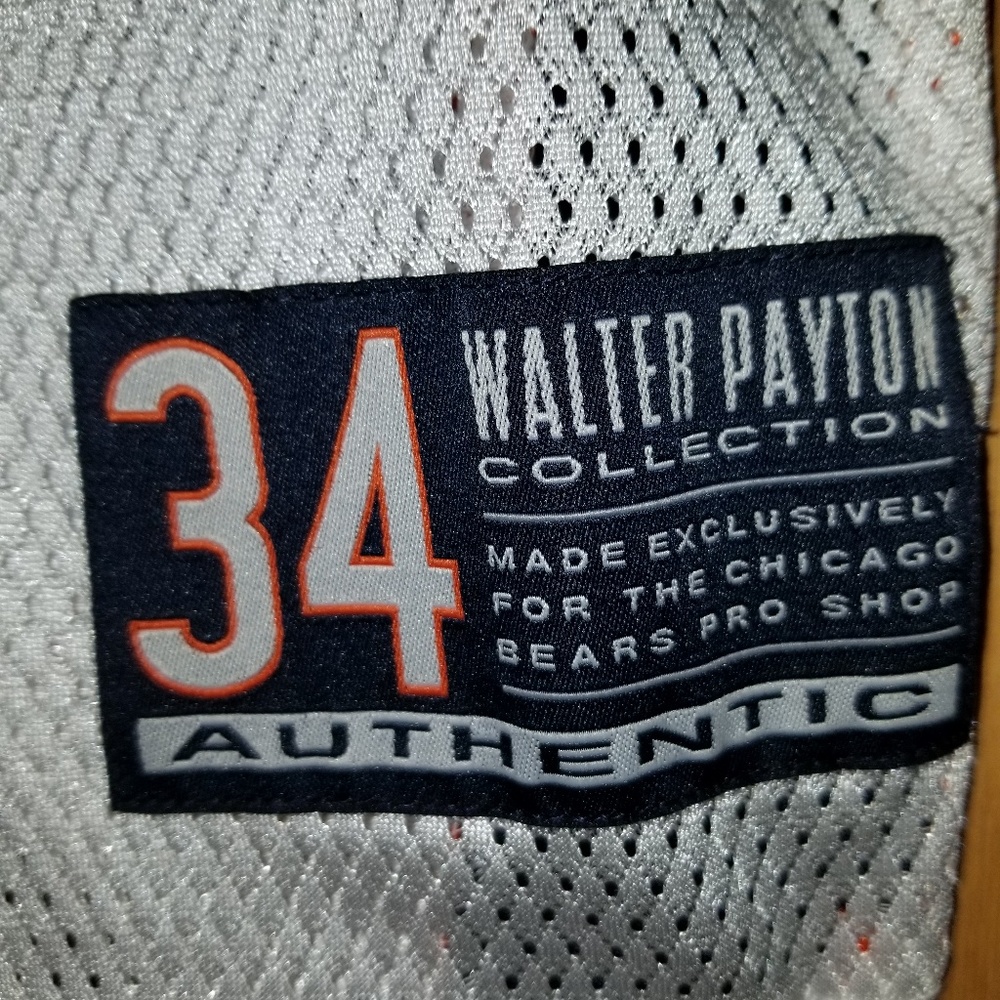 34
WALTER PAYTON
COLLECTION
MADE EXCLUSIVELY
FOR THE CHICAGO
BEARS PRO SHOP
AUTHENTIC